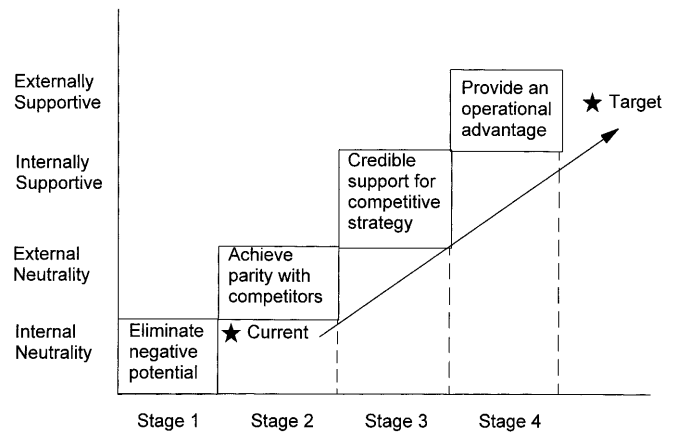 Externally
Supportive
Provide an
operational
advantage
★ Target
Internally
Supportive
Credible
support for
competitive
strategy
External
Neutrality
Achieve
parity with
competitors
Internal
Neutrality
Eliminate
negative
potential
★ Current
Stage 1
Stage 2
Stage 3
Stage 4